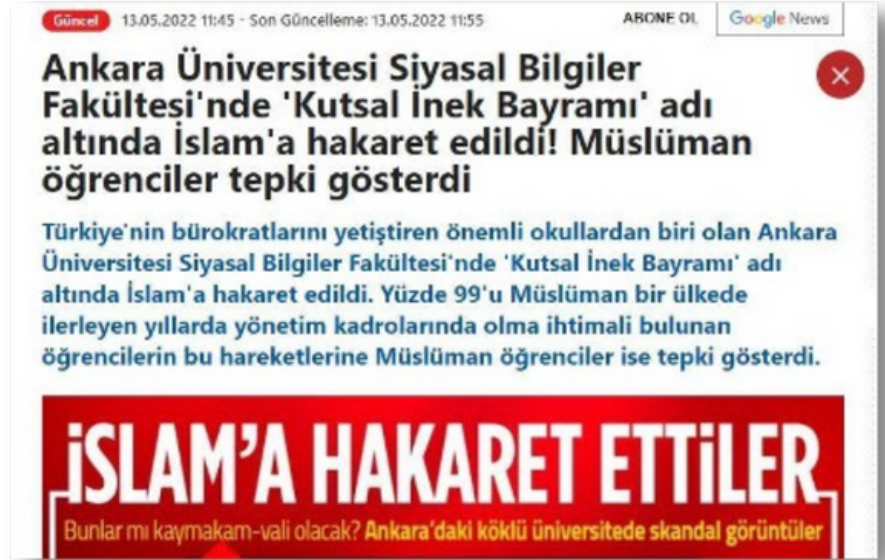 Güncel 13.05.2022 11:45 - Son Güncelleme: 13.05.2022 11:55 ABONE OL Google News
Ankara Üniversitesi Siyasal Bilgiler
Fakültesi'nde 'Kutsal İnek Bayramı' adı
altında İslam'a hakaret edildi! Müslüman
öğrenciler tepki gösterdi
Türkiye'nin bürokratlarını yetiştiren önemli okullardan biri olan Ankara
Üniversitesi Siyasal Bilgiler Fakültesi'nde 'Kutsal İnek Bayramı' adı
altında İslam'a hakaret edildi. Yüzde 99'u Müslüman bir ülkede
ilerleyen yıllarda yönetim kadrolarında olma ihtimali bulunan
öğrencilerin bu hareketlerine Müslüman öğrenciler ise tepki gösterdi.
İSLAM'A HAKARET ETTİLER
Bunlar mı kaymakam-vali olacak? Ankara'daki köklü üniversitede skandal görüntüler